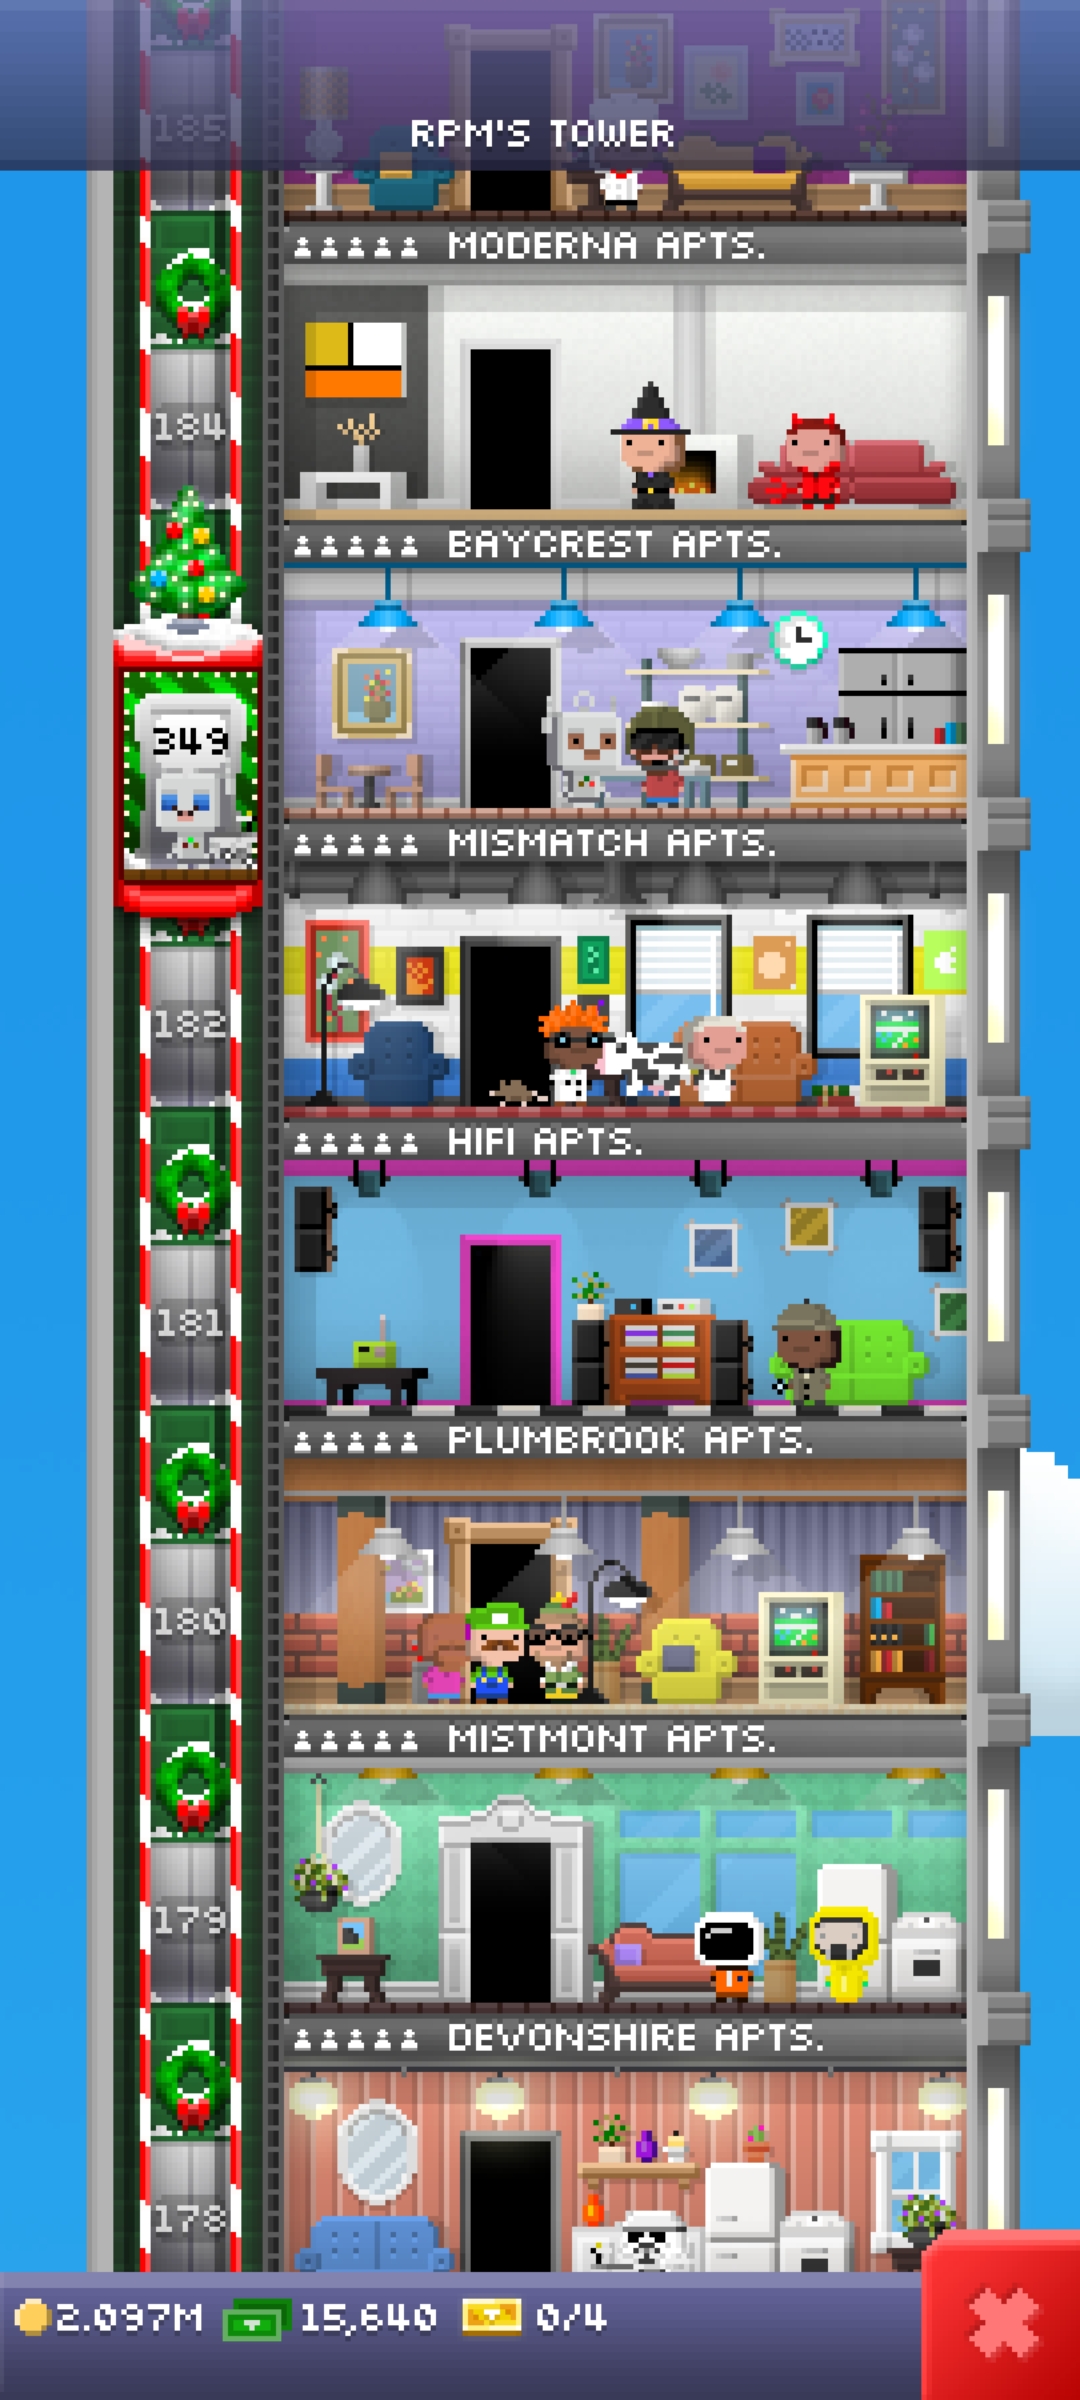 185
RPM'S TOWER
MODERNA APTS.
184
BAYCREST APTS.
349
MISMATCH APTS.
182
HIFI APTS.
181
PLUMBROOK APTS.
180
MISTMONT APTS.
179
DEVONSHIRE APTS.
178
2.097M 15,640 0/4